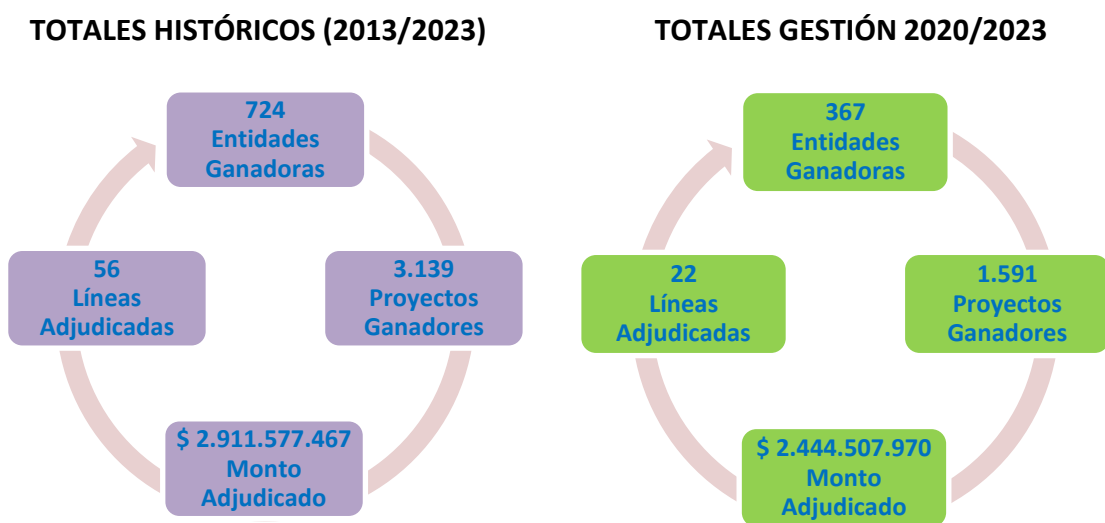 TOTALES HISTÓRICOS (2013/2023)
724
Entidades
Ganadoras
3.139
Proyectos
Ganadores
$ 2.911.577.467
Monto
Adjudicado
56
Líneas
Adjudicadas
TOTALES GESTIÓN 2020/2023
367
Entidades
Ganadoras
1.591
Proyectos
Ganadores
$ 2.444.507.970
Monto
Adjudicado
22
Líneas
Adjudicadas